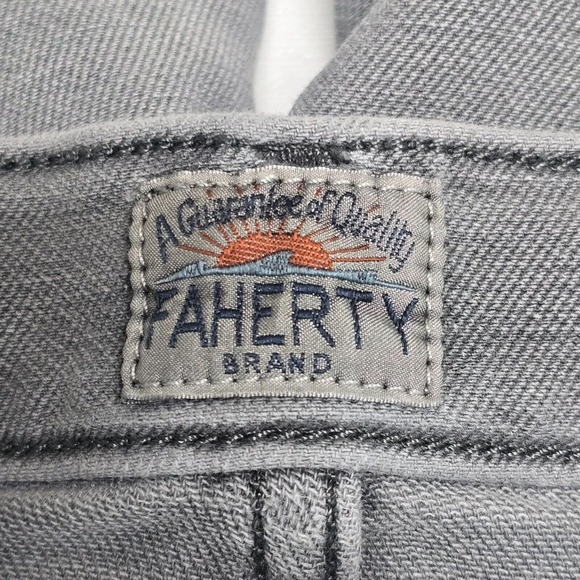 A Guarantee of Quality
FAHERTY
BRAND